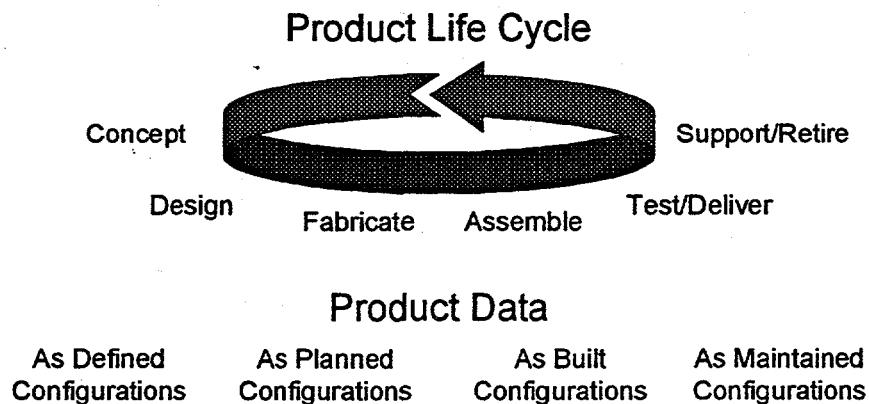 Product Life Cycle
Concept
Support/Retire
Design
Fabricate
Assemble
Test/Deliver
Product Data
As Defined
Configurations
As Planned
Configurations
As Built
Configurations
As Maintained
Configurations